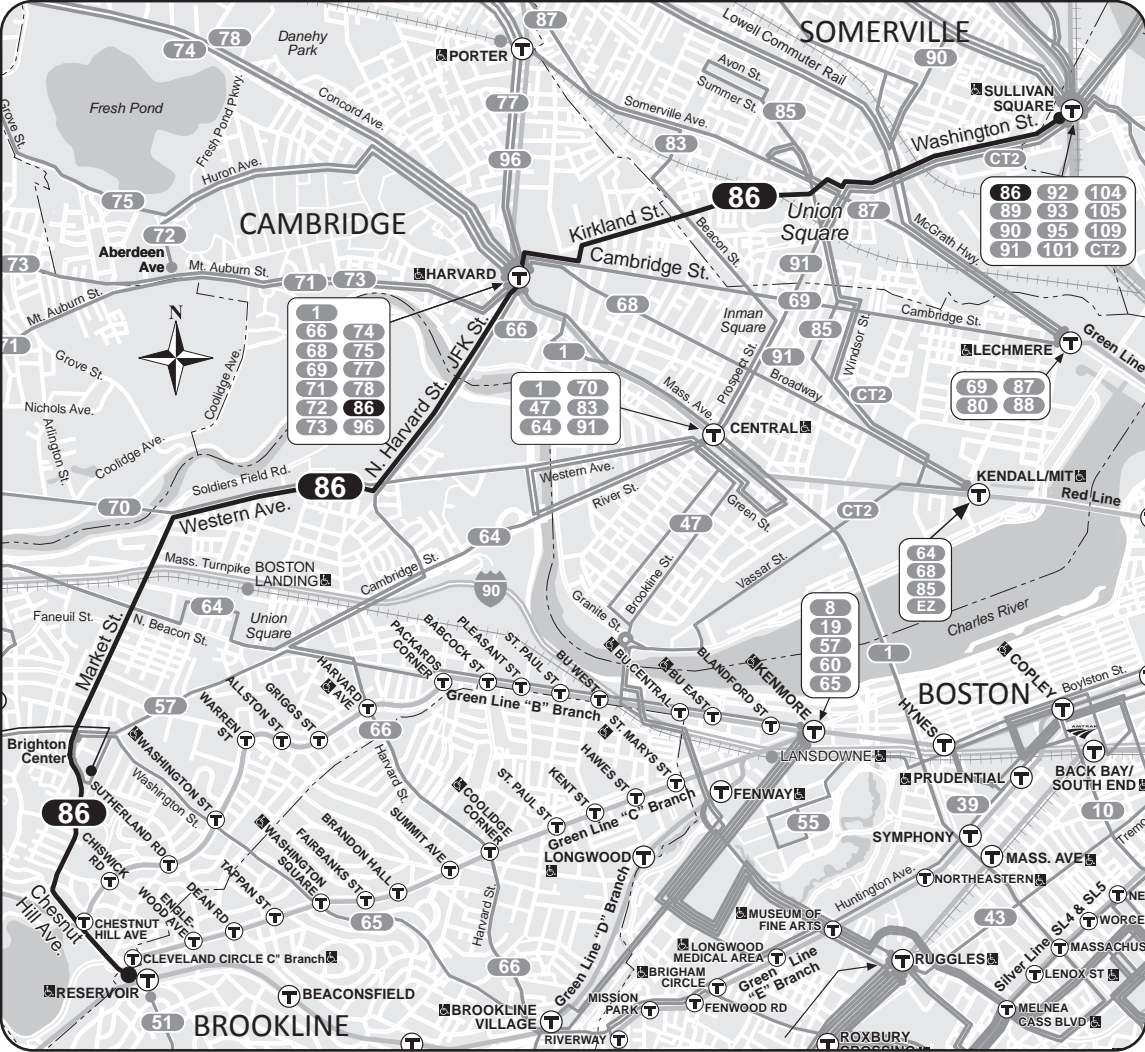 SOMERVILLE
87
78
74
Danehy
Park
PORTER
Lowell Commuter Rail
90
Avon St.
Summer St.
SULLIVAN
SQUARE
Fresh Pond
Fresh Pond Pkwy.
Concord Ave.
77
Somerville Ave.
85
83
Washington St.
CT2
Grove St.
Huron Ave.
96
75
86 92 104
89 93 105
90 95 109
91 101 CT2
86
Kirkland St.
Union
Square
87
CAMBRIDGE
72
Aberdeen
Ave
73
Mt. Auburn St.
71
73
HARVARD
Cambridge St.
Beacon St.
91
McGrath Hwy.
Mt. Auburn St.
71
N
1
66 74
68 75
69 77
71 78
72 86
73 96
66
68
69
Inman
Square
85
Cambridge St.
Windsor St.
Green Line
LECHMERE
JFK St.
1
Prospect St.
91
Broadway
69 87
80 88
Grove St.
Coolidge Ave.
Nichols Ave.
Arlington St.
Coolidge Ave.
N. Harvard St.
1 70
47 83
64 91
Mass. Ave.
CT2
CENTRAL
Soldiers Field Rd.
86
Western Ave.
Western Ave.
River St.
Green St.
KENDALL/MIT
Red Line
70
64
47
CT2
64
68
85
EZ
Mass. Turnpike
BOSTON
LANDING
Cambridge St.
90
Brookline St.
Vassar St.
Granite St.
Charles River
Faneuil St.
64
N. Beacon St.
Union
Square
8
19
57
60
65
1
Market St.
PACKARDS
CORNER
BABCOCK ST
PLEASANT ST
ST. PAUL ST
BU WEST
BU CENTRAL
BU EAST
BLANDFORD ST
KENMORE
HARVARD
AVE
Green Line “B” Branch
BOSTON
COPLEY
Boylston St.
57
WARREN
ST
ALLSTON ST
GRIGGS ST
66
HYNES
AMTRAK
Brighton
Center
WASHINGTON ST
Washington St.
Harvard St.
ST. MARYS ST
HAWES ST
KENT ST
ST. PAUL ST
Green Line “C” Branch
LANSDOWNE
FENWAY
PRUDENTIAL
BACK BAY/
SOUTH END
86
SUTHERLAND RD
COOLIDGE
CORNER
SUMMIT AVE
BRANDON HALL
FAIRBANKS ST
WASHINGTON
SQUARE
55
39
10
CHISWICK
RD
LONGWOOD
SYMPHONY
MASS. AVE
TAPPAN ST
DEAN RD
ENGLE-
WOOD AVE
65
Huntington Ave.
NORTHEASTERN
Chesnut
Hill Ave.
CHESTNUT
HILL AVE
Harvard St.
Green Line "D" Branch
MUSEUM OF
FINE ARTS
43
Silver Line SL4 & SL5
CLEVELAND CIRCLE C” Branch
RESERVOIR
66
LONGWOOD
MEDICAL AREA
Green Line
"E" Branch
RUGGLES
LENOX ST
BEACONSFIELD
BRIGHAM
CIRCLE
MISSION
PARK
FENWOOD RD
MELNEA
CASS BLVD
51
BROOKLINE
BROOKLINE
VILLAGE
RIVERWAY
ROXBURY
CROSSING